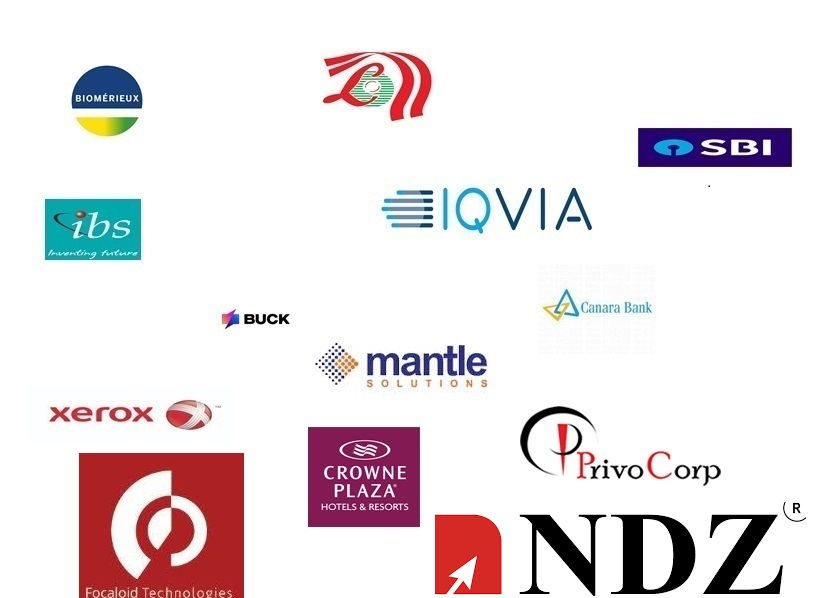 BIOMÉRIEUX
SBI
ibs
Inventing future
IQVIA
BUCK
Canara Bank
mantle
SOLUTIONS
xerox ™
CROWNE
PLAZA®
HOTELS & RESORTS
PrivoCorp
Focaloid Technologies
NDZ®